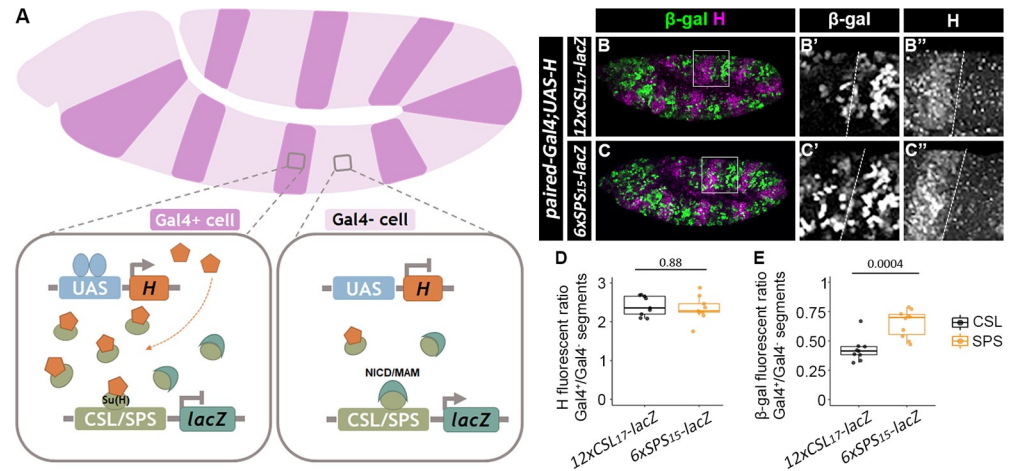 A
Gal4+ cell
Gal4- cell
UAS
H
Su(H)
CSL/SPS
lacZ
UAS
H
NICD/MAM
CSL/SPS
lacZ
β-gal H
β-gal
H
paired-Gal4;UAS-H
12xCSL17-lacZ
6xSPS15-lacZ
B
B’
B”
C
C’
C”
D
H fluorescent ratio
Gal4+/Gal4- segments
0.88
3
2
1
0
12xCSL17-lacZ
6xSPS15-lacZ
E
β-gal fluorescent ratio
Gal4+/Gal4- segments
0.0004
1
0.75
0.50
0.25
0
12xCSL17-lacZ
6xSPS15-lacZ
CSL
SPS